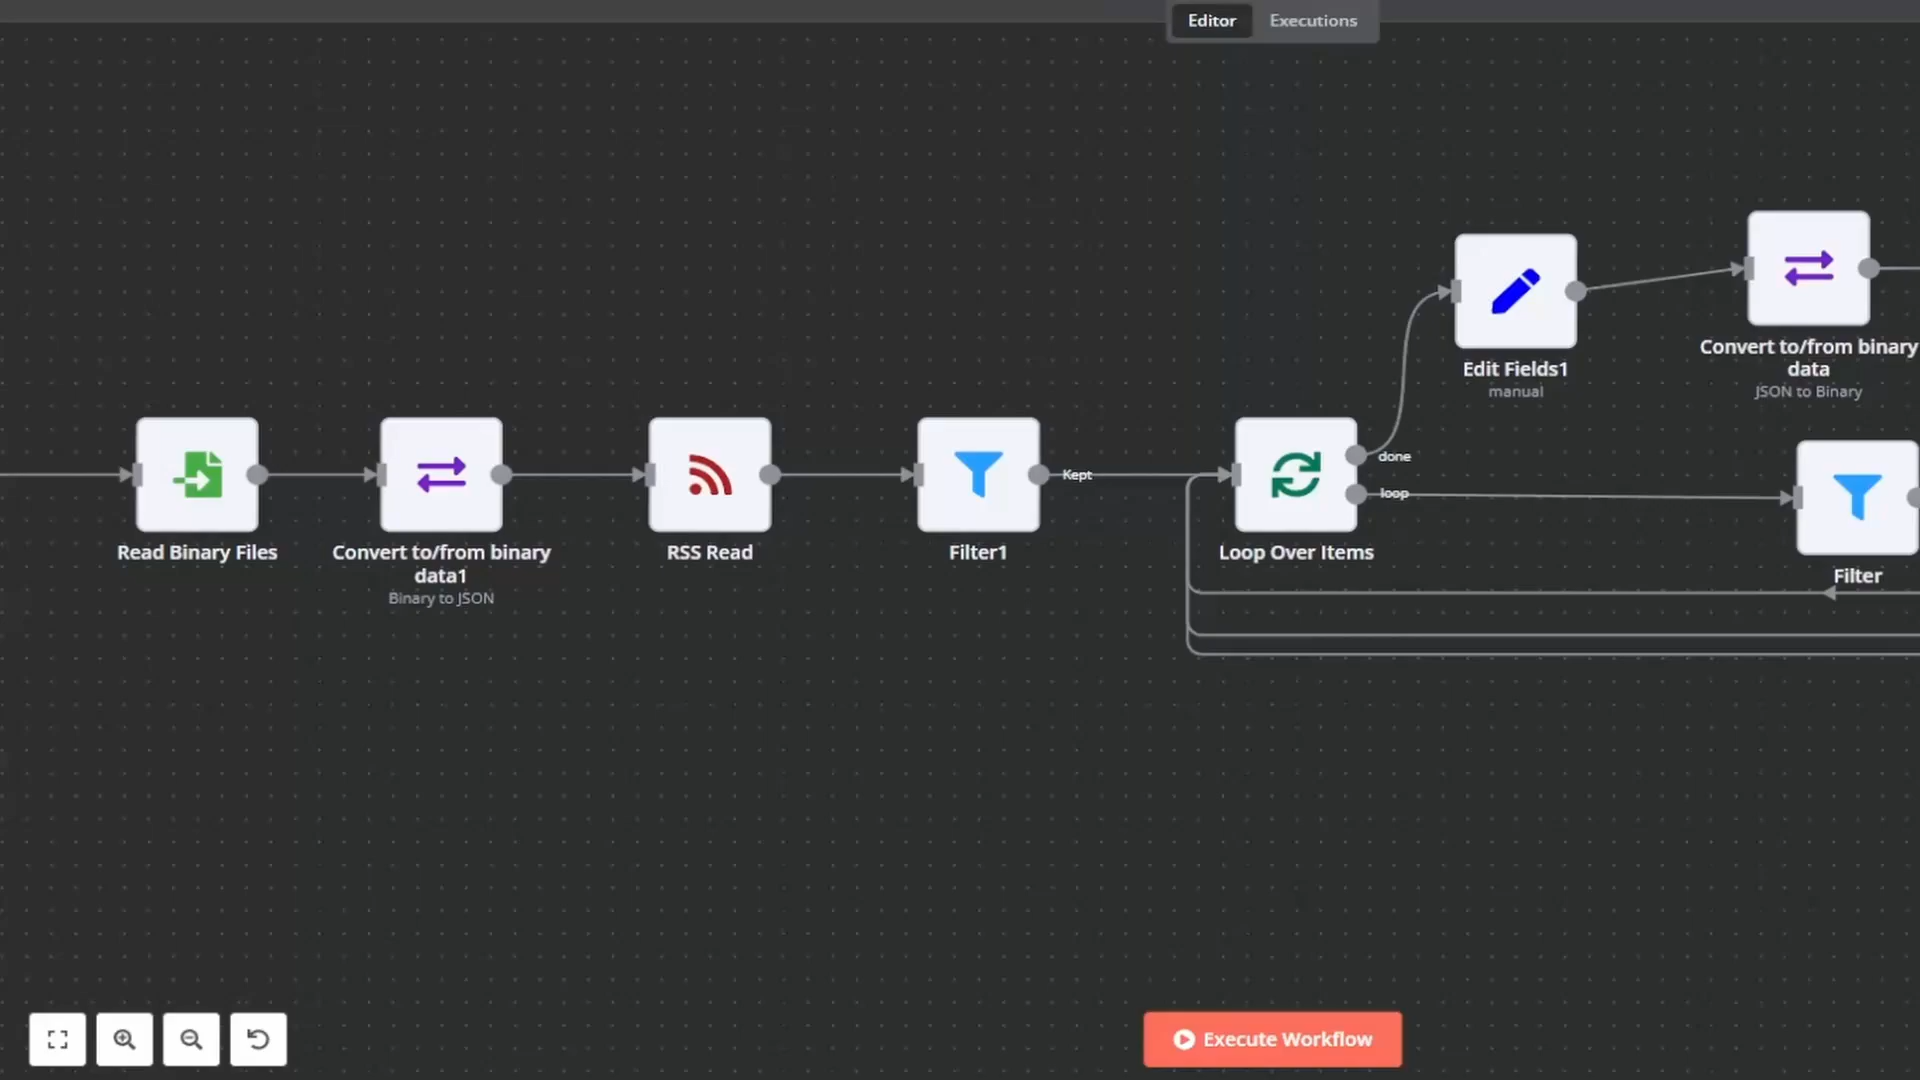 Editor
Executions
Read Binary Files
Convert to/from binary
data1
Binary to JSON
RSS Read
Filter1
Kept
Loop Over Items
done
loop
Edit Fields1
manual
Convert to/from binary
data
JSON to Binary
Filter
Execute Workflow